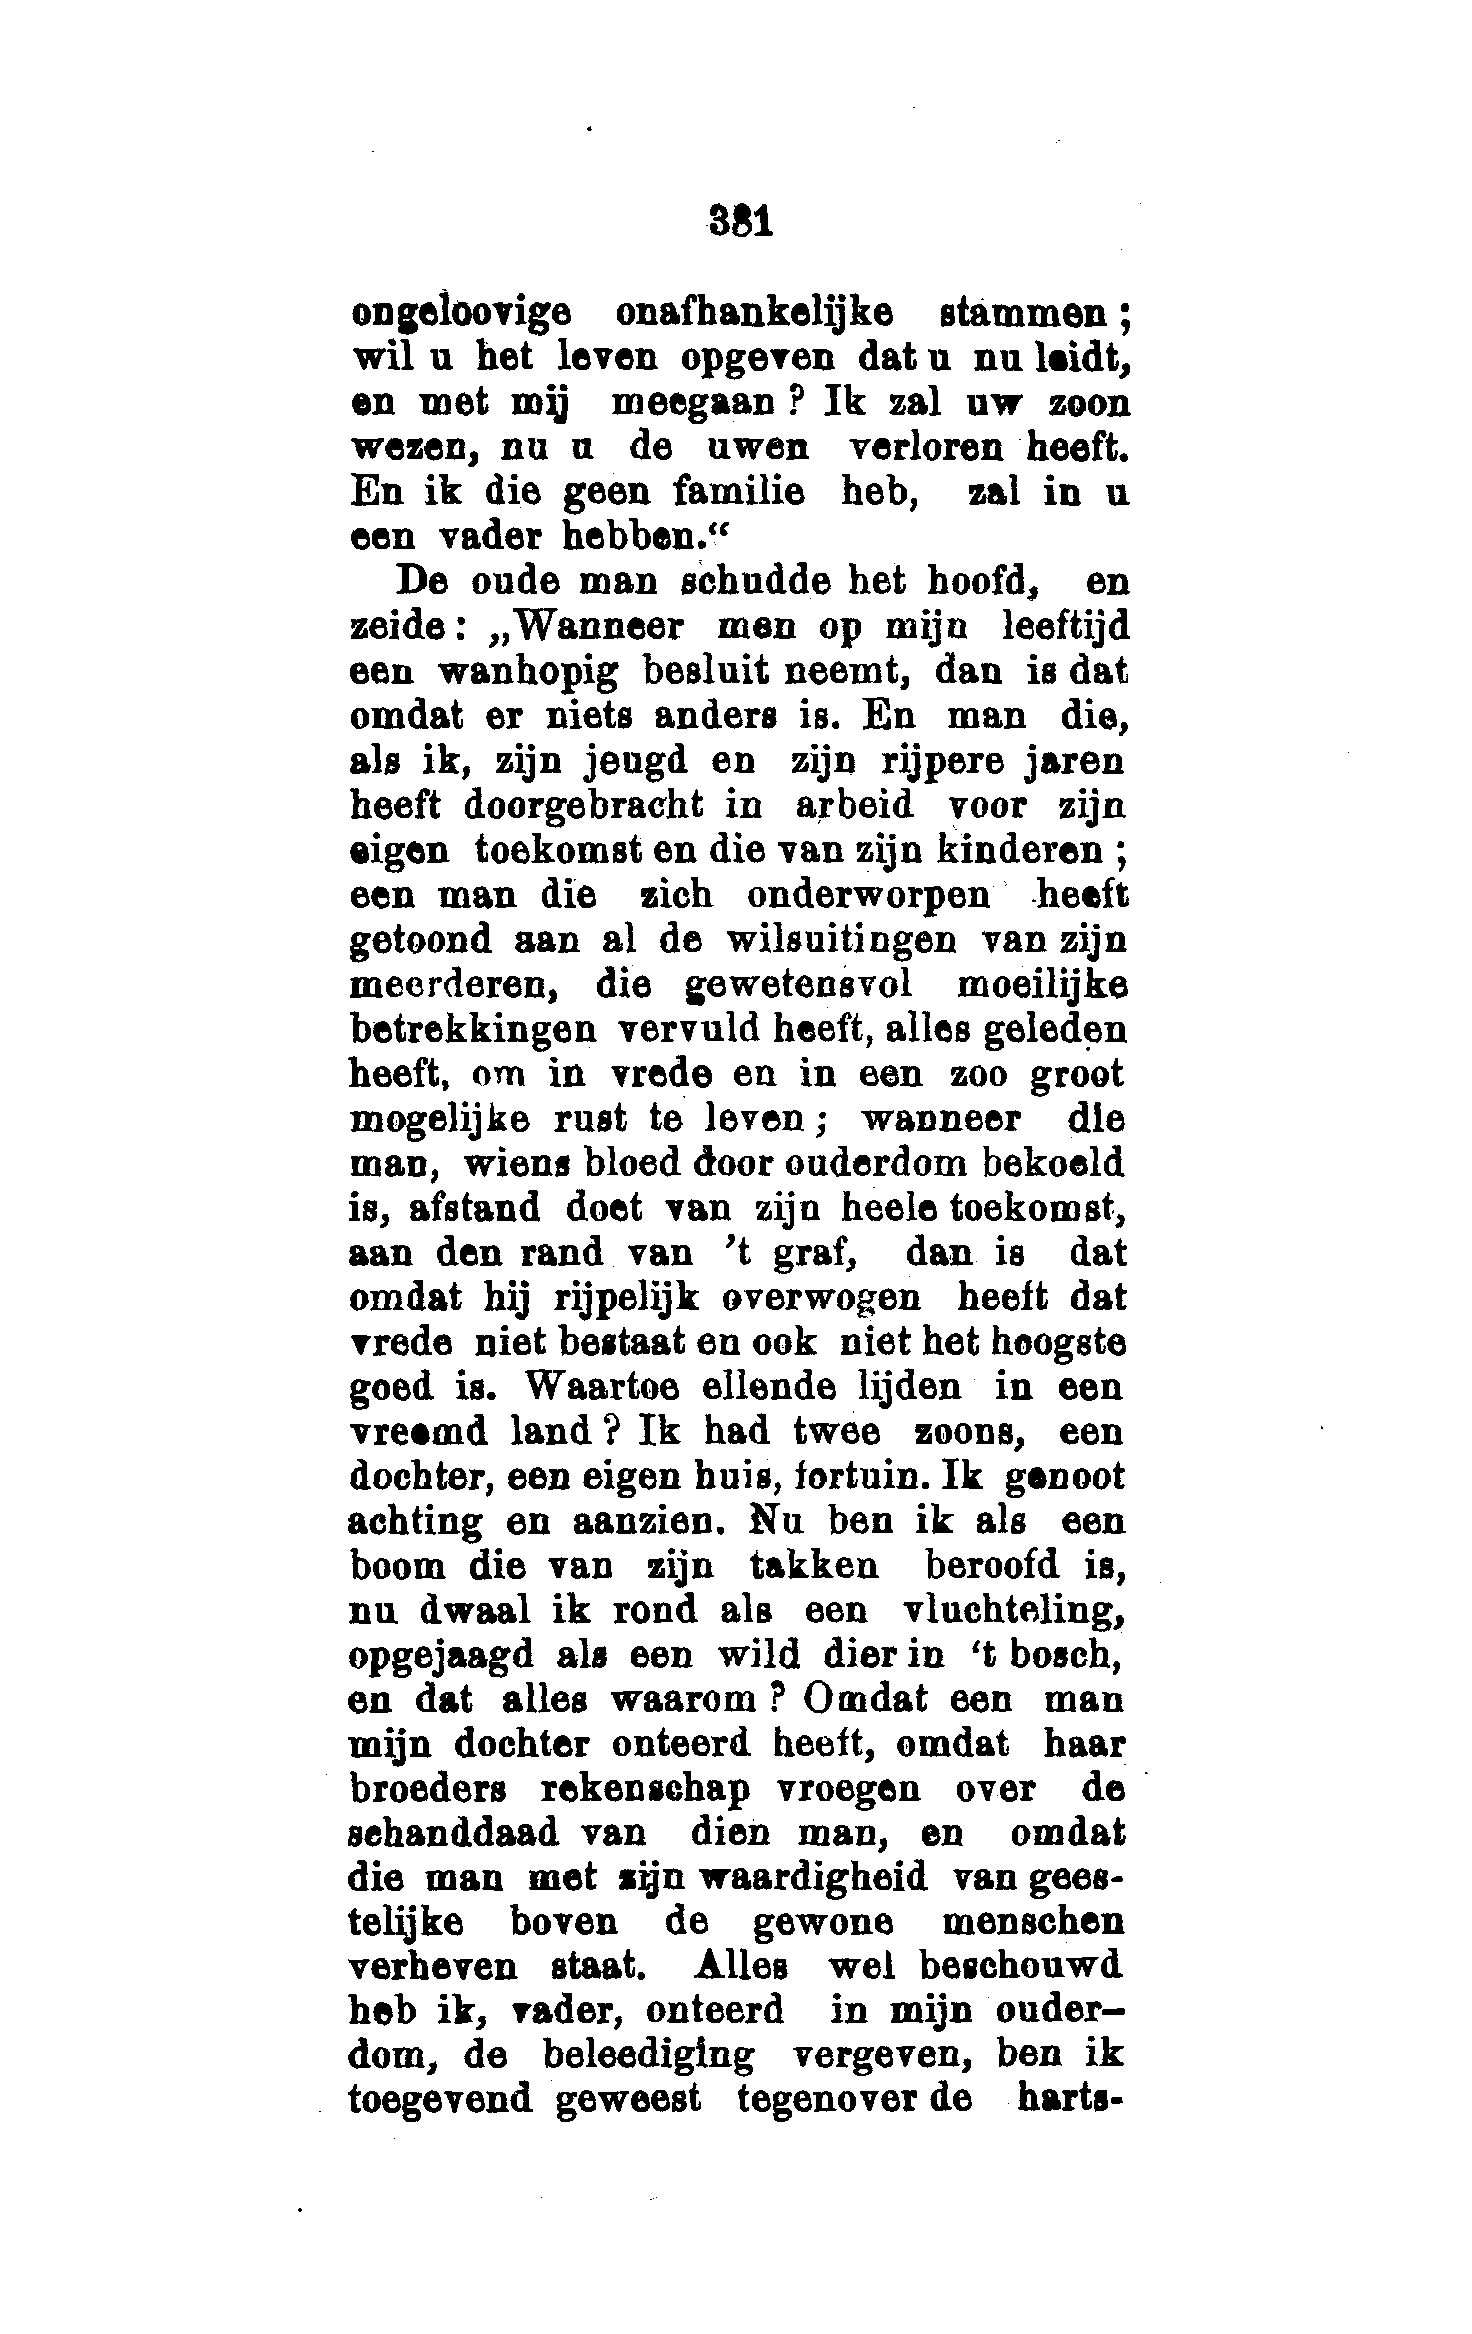 381
ongeloovige onafhankelijke stammen ;
wil u het leven opgeven dat u nu leidt,
en met mij meegaan ? Ik zal uw zoon
wezen, nu u de uwen verloren heeft.
En ik die geen familie heb, zal in u
een vader hebben.“
De oude man schudde het hoofd, en
zeide : „Wanneer men op mijn leeftijd
een wanhopig besluit neemt, dan is dat
omdat er niets anders is. En man die,
als ik, zijn jeugd en zijn rijpere jaren
heeft doorgebracht in arbeid voor zijn
eigen toekomst en die van zijn kinderen ;
een man die zich onderworpen heeft
getoond aan al de wilsuitingen van zijn
meerderen, die gewetensvol moeilijke
betrekkingen vervuld heeft, alles geleden
heeft, om in vrede en in een zoo groot
mogelijke rust te leven ; wanneer die
man, wiens bloed door ouderdom bekoeld
is, afstand doet van zijn heele toekomst,
aan den rand van ’t graf, dan is dat
omdat hij rijpelijk overwogen heeft dat
vrede niet bestaat en ook niet het hoogste
goed is. Waartoe ellende lijden in een
vreemd land ? Ik had twee zoons, een
dochter, een eigen huis, fortuin. Ik genoot
achting en aanzien. Nu ben ik als een
boom die van zijn takken beroofd is,
nu dwaal ik rond als een vluchteling,
opgejaagd als een wild dier in ‘t bosch,
en dat alles waarom ? Omdat een man
mijn dochter onteerd heeft, omdat haar
broeders rekenschap vroegen over de
schanddaad van dien man, en omdat
die man met zijn waardigheid van gees-
telijke boven de gewone menschen
verheven staat. Alles wel beschouwd
heb ik, vader, onteerd in mijn ouder-
dom, de beleediging vergeven, ben ik
toegevend geweest tegenover de harts-